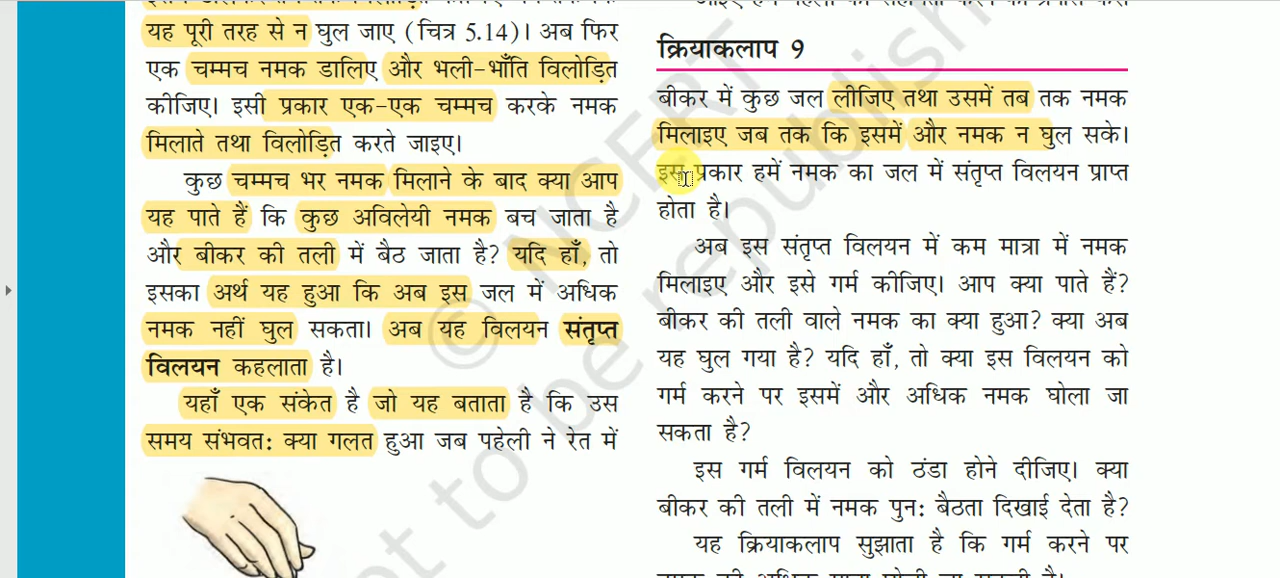 यह पूरी तरह से न घुल जाए (चित्र 5.14)। अब फिर
एक चम्मच नमक डालिए और भली-भाँति विलोड़ित
कीजिए। इसी प्रकार एक-एक चम्मच करके नमक
मिलाते तथा विलोड़ित करते जाइए।
कुछ चम्मच भर नमक मिलाने के बाद क्या आप
यह पाते हैं कि कुछ अविलेयी नमक बच जाता है
और बीकर की तली में बैठ जाता है? यदि हाँ, तो
इसका अर्थ यह हुआ कि अब इस जल में अधिक
नमक नहीं घुल सकता। अब यह विलयन संतृप्त
विलयन कहलाता है।
यहाँ एक संकेत है जो यह बताता है कि उस
समय संभवत: क्या गलत हुआ जब पहेली ने रेत में
क्रियाकलाप 9
बीकर में कुछ जल लीजिए तथा उसमें तब तक नमक
मिलाइए जब तक कि इसमें और नमक न घुल सके।
इस प्रकार हमें नमक का जल में संतृप्त विलयन प्राप्त
होता है।
अब इस संतृप्त विलयन में कम मात्रा में नमक
मिलाइए और इसे गर्म कीजिए। आप क्या पाते हैं?
बीकर की तली वाले नमक का क्या हुआ? क्या अब
यह घुल गया है? यदि हाँ, तो क्या इस विलयन को
गर्म करने पर इसमें और अधिक नमक घोला जा
सकता है?
इस गर्म विलयन को ठंडा होने दीजिए। क्या
बीकर की तली में नमक पुन: बैठता दिखाई देता है?
यह क्रियाकलाप सुझाता है कि गर्म करने पर
© NCERT
not to be republish